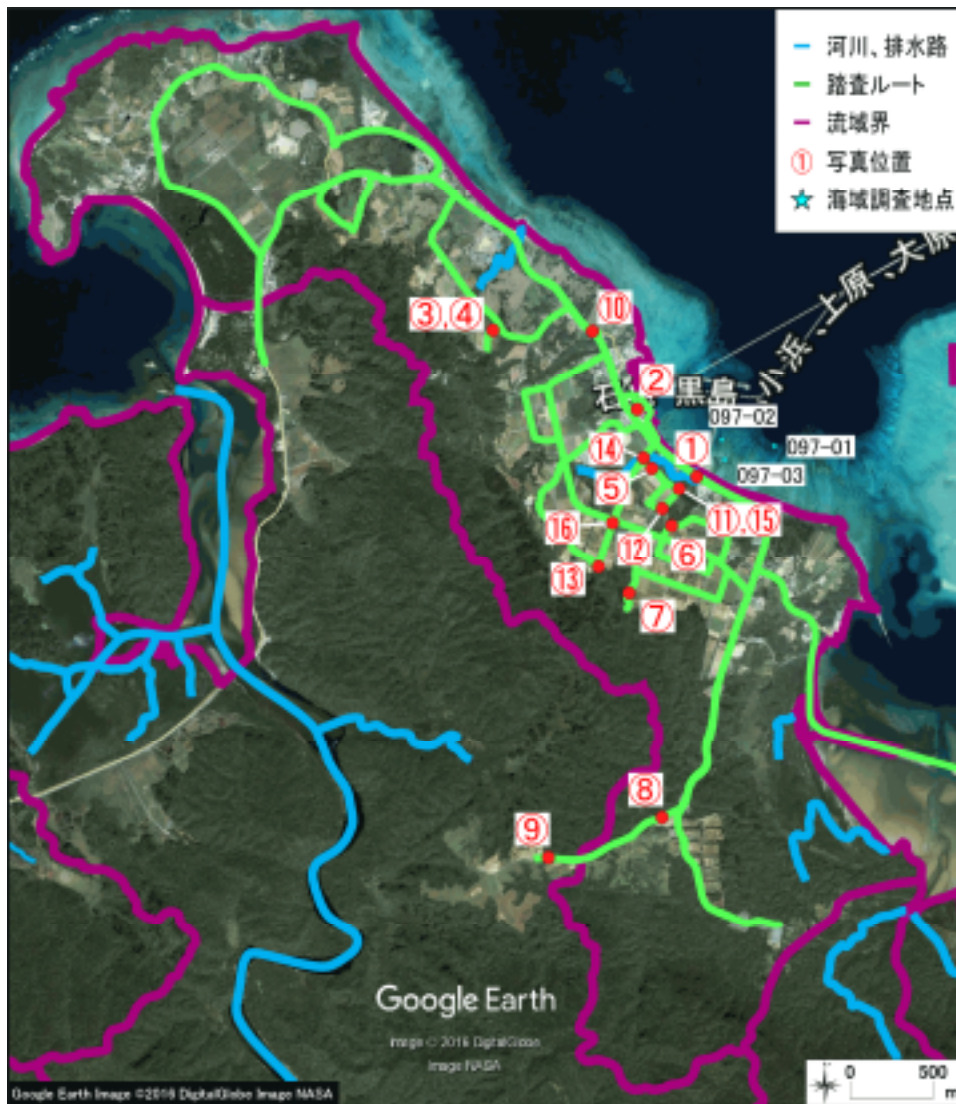 河川、排水路
踏査ルート
流域界
① 写真位置
海域調査地点
③,④
⑩
②
小浜、上原、大原
黒島
097-02
097-01
⑭
①
097-03
⑤
⑯
⑫
⑪,⑮
⑥
⑬
⑦
⑧
⑨
Google Earth
Image © 2016 DigitalGlobe
Image NASA
Google Earth Image ©2016 DigitalGlobe Image NASA
0 500
m